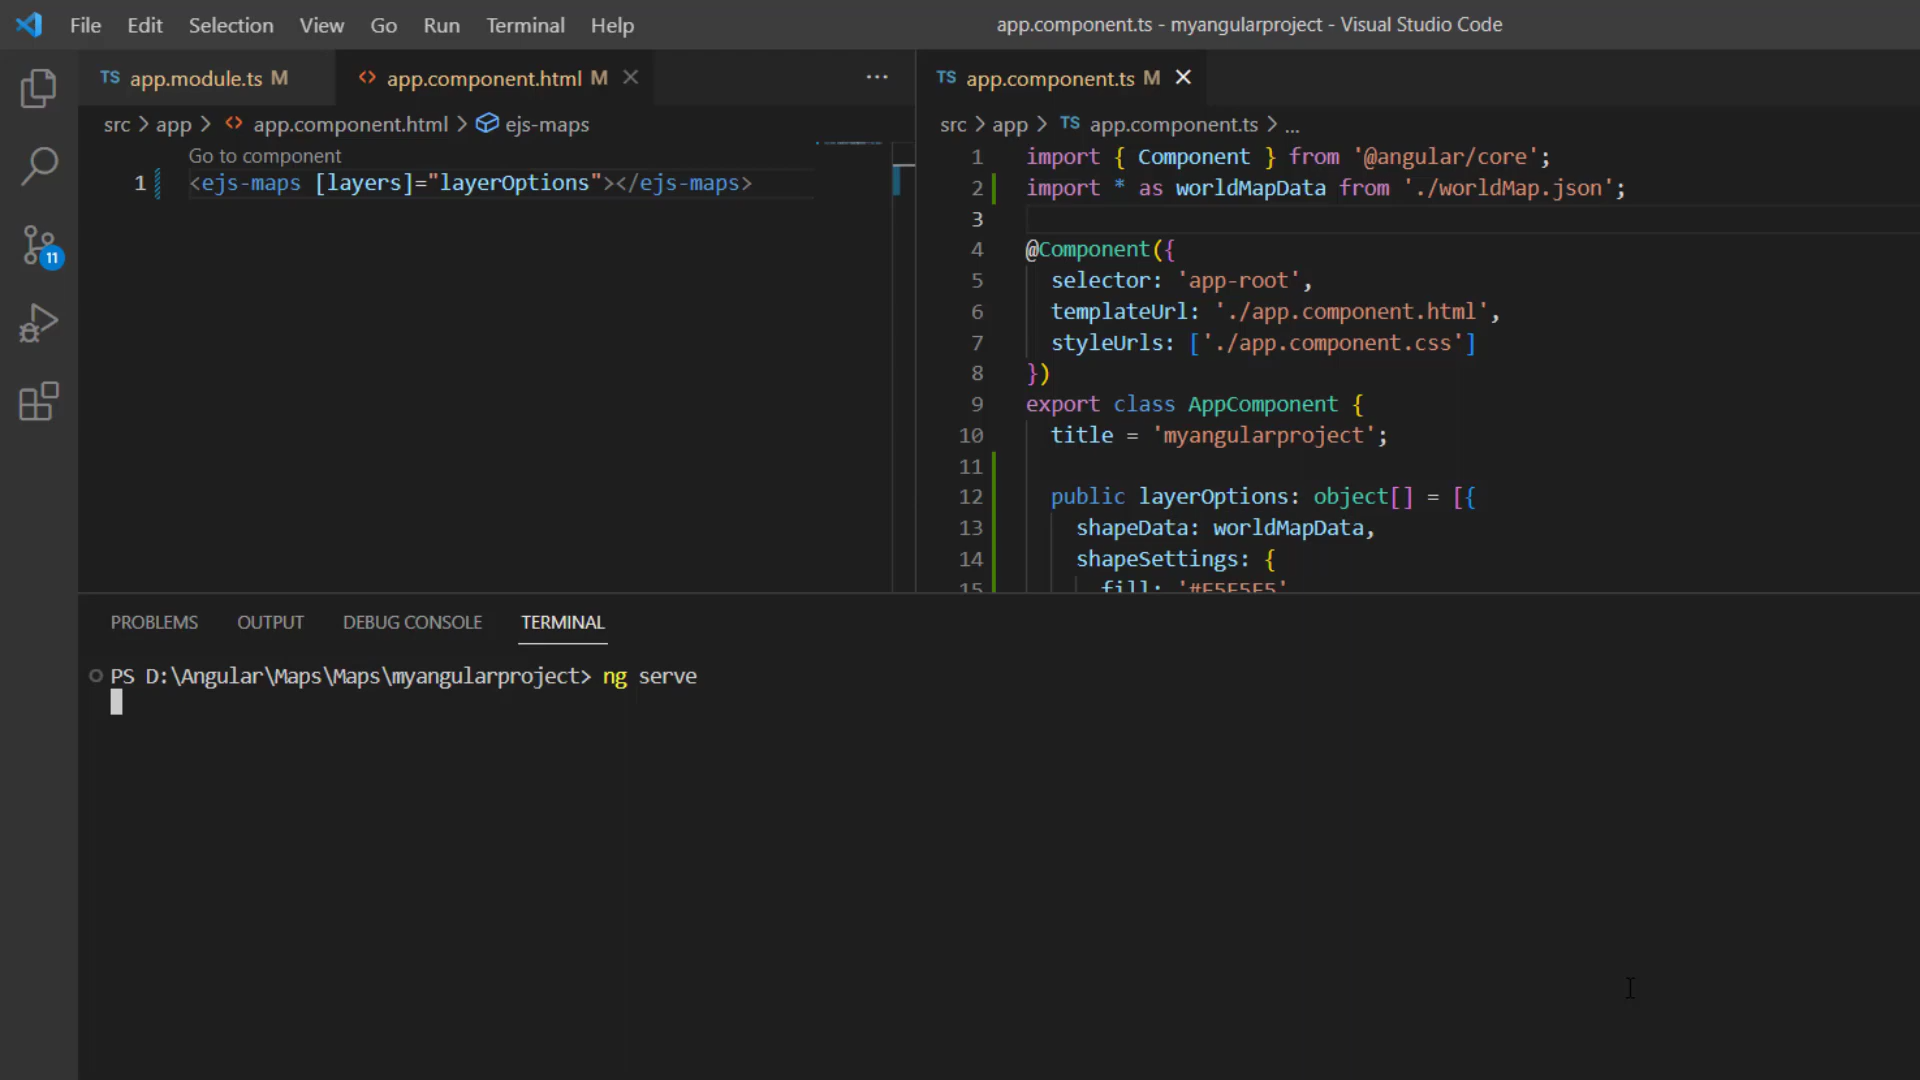 File Edit Selection View Go Run Terminal Help
app.component.ts - myangularproject - Visual Studio Code
TS app.module.ts M
<> app.component.html M
src > app > <> app.component.html > ejs-maps
Go to component
1 <ejs-maps [layers]="layerOptions"></ejs-maps>
11
TS app.component.ts M
src > app > TS app.component.ts > ...
1 import { Component } from '@angular/core';
2 import * as worldMapData from './worldMap.json';
3
4 @Component({
5 selector: 'app-root',
6 templateUrl: './app.component.html',
7 styleUrls: ['./app.component.css']
8 })
9 export class AppComponent {
10 title = 'myangularproject';
11
12 public layerOptions: object[] = [{
13 shapeData: worldMapData,
14 shapeSettings: {
15 fill: '#E5E5E5'
PROBLEMS OUTPUT DEBUG CONSOLE TERMINAL
PS D:\Angular\Maps\Maps\myangularproject> ng serve